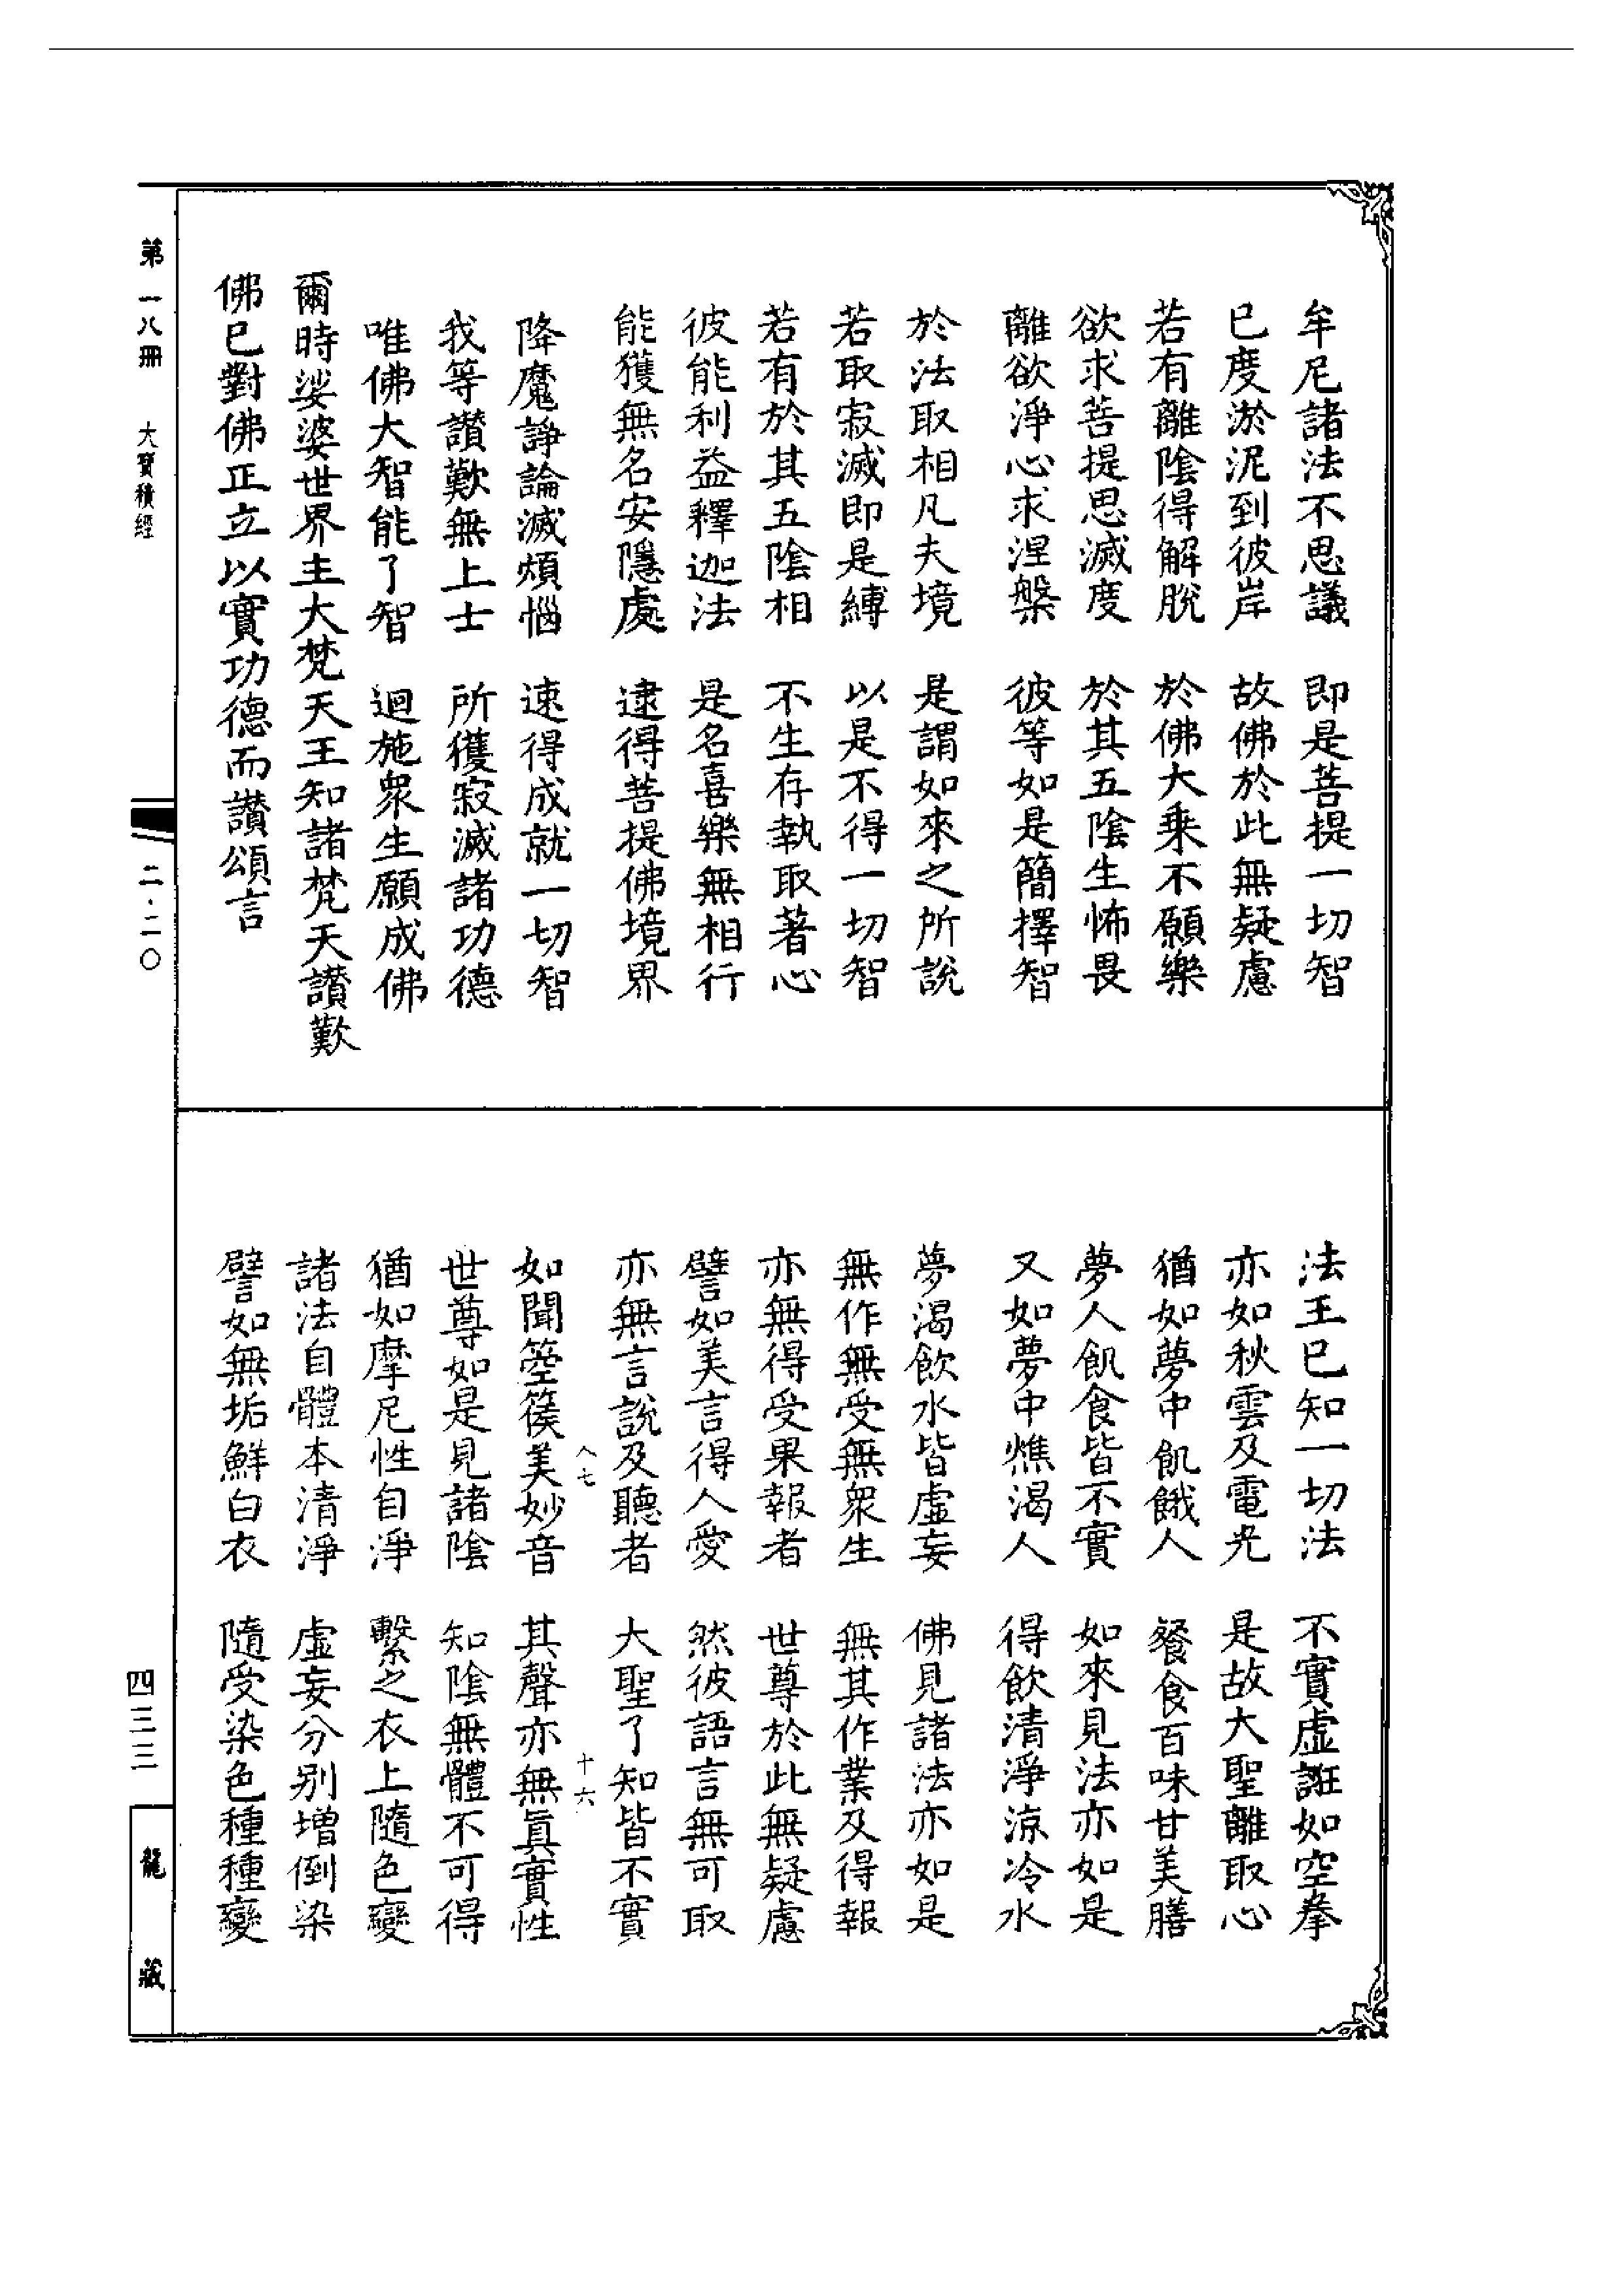 牟尼諸法不思議　即是菩提一切智
已度淤泥到彼岸　故佛於此無疑慮
若有離陰得解脫　於佛大乘不願樂
欲求菩提思滅度　於其五陰生怖畏
離欲淨心求涅槃　彼等如是簡擇智
於法取相凡夫境　是謂如來之所說
若取寂滅即是縛　以是不得一切智
若有於其五陰相　不生存執取著心
彼能利益釋迦法　是名喜樂無相行
能獲無名安隱處　逮得菩提佛境界
降魔諍論滅煩惱　速得成就一切智
我等讚歎無上士　所獲寂滅諸功德
唯佛大智能了智　迴施眾生願成佛
爾時娑婆世界主大梵天王知諸梵天讚歎
佛已對佛正立以實功德而讚頌言
法王已知一切法　不實虛誑如空拳
亦如秋雲及電光　是故大聖離取心
猶如夢中飢餓人　餐食百味甘美膳
夢人飢食皆不實　如來見法亦如是
又如夢中燋渴人　得飲清淨涼冷水
夢渴飲水皆虛妄　佛見諸法亦如是
無作無受無眾生　無其作業及得報
亦無得受果報者　世尊於此無疑慮
譬如美言得人愛　然彼語言無可取
亦無言說及聽者　大聖了知皆不實
八七　十六
如聞箜篌美妙音　其聲亦無真實性
世尊如是見諸陰　知陰無體不可得
猶如摩尼性自淨　繫之衣上隨色變
諸法自體本清淨　虛妄分別增倒染
譬如無垢鮮白衣　隨受染色種種變
第一八冊　大寶積經　二·二〇　四三三　龍藏